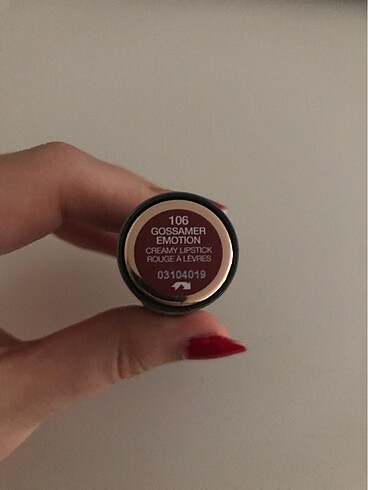 106
GOSSAMER
EMOTION
CREAMY LIPSTICK
ROUGE À LÈVRES
03104019